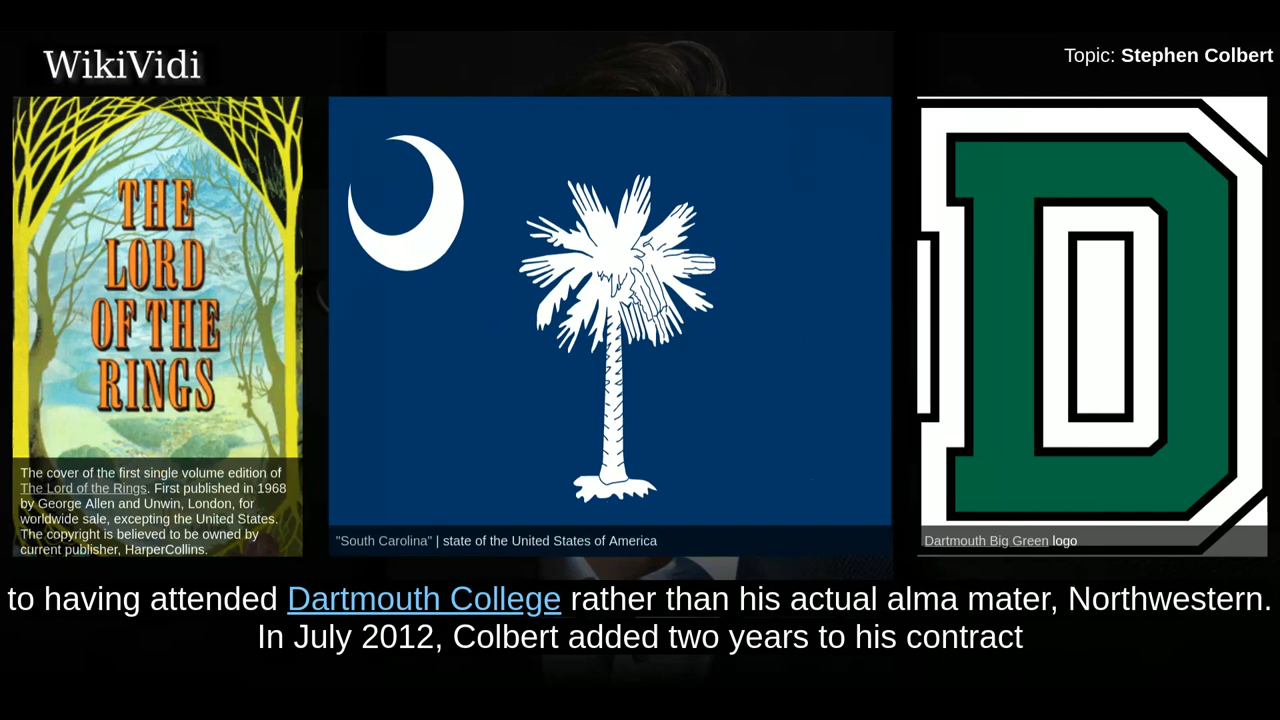 WikiVidi
Topic: Stephen Colbert
THE
LORD
OF THE
RINGS
The cover of the first single volume edition of
The Lord of the Rings. First published in 1968
by George Allen and Unwin, London, for
worldwide sale, excepting the United States.
The copyright is believed to be owned by
current publisher, HarperCollins.
"South Carolina" | state of the United States of America
D
Dartmouth Big Green logo
to having attended Dartmouth College rather than his actual alma mater, Northwestern.
In July 2012, Colbert added two years to his contract